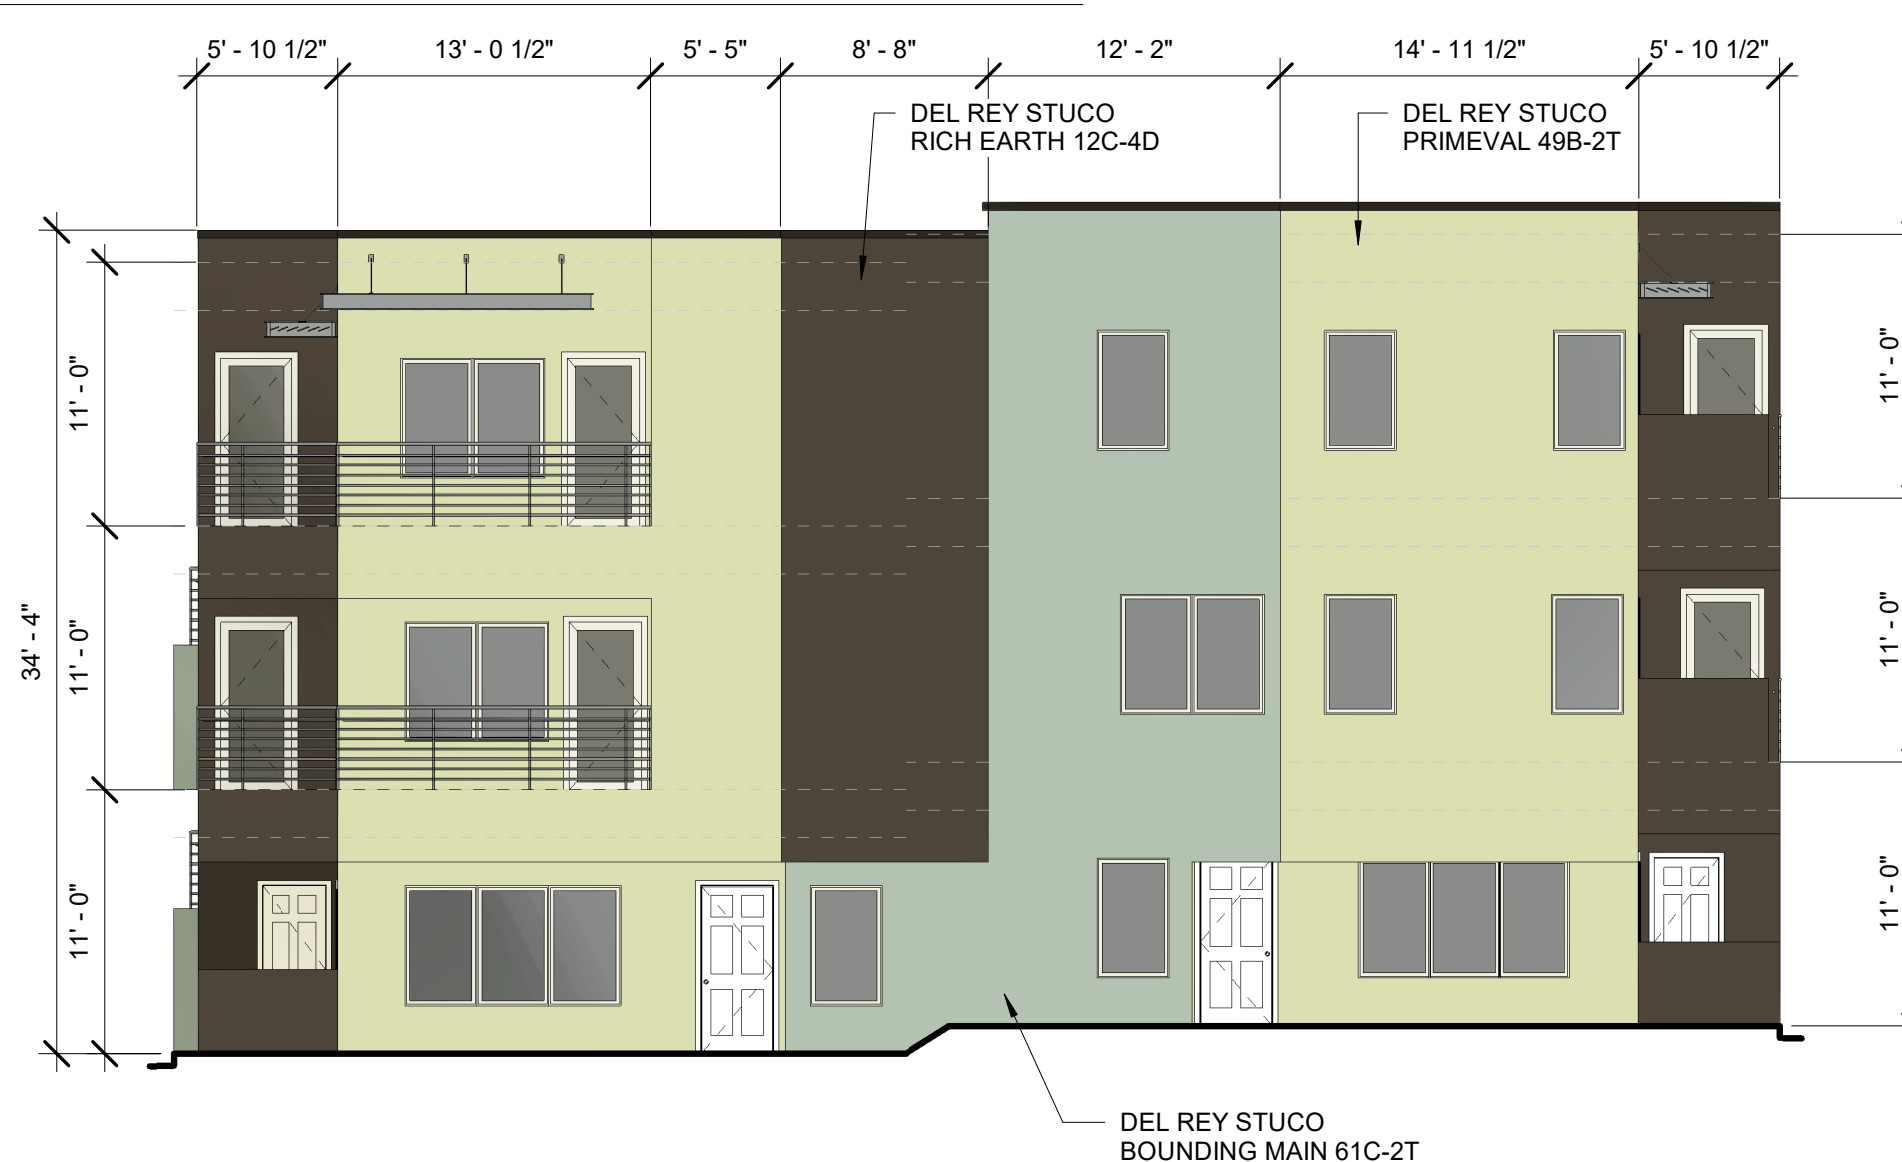 5' - 10 1/2"
13' - 0 1/2"
5' - 5"
8' - 8"
12' - 2"
14' - 11 1/2"
5' - 10 1/2"
DEL REY STUCO
RICH EARTH 12C-4D
DEL REY STUCO
PRIMEVAL 49B-2T
11' - 0"
11' - 0"
34' - 4"
11' - 0"
11' - 0"
11' - 0"
11' - 0"
DEL REY STUCO
BOUNDING MAIN 61C-2T